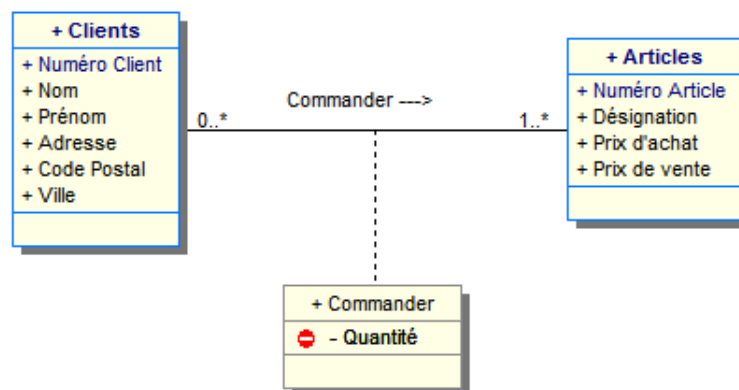 + Clients
+ Numéro Client
+ Nom
+ Prénom
+ Adresse
+ Code Postal
+ Ville
Commander --->
0..*
1..*
+ Articles
+ Numéro Article
+ Désignation
+ Prix d'achat
+ Prix de vente
+ Commander
- Quantité